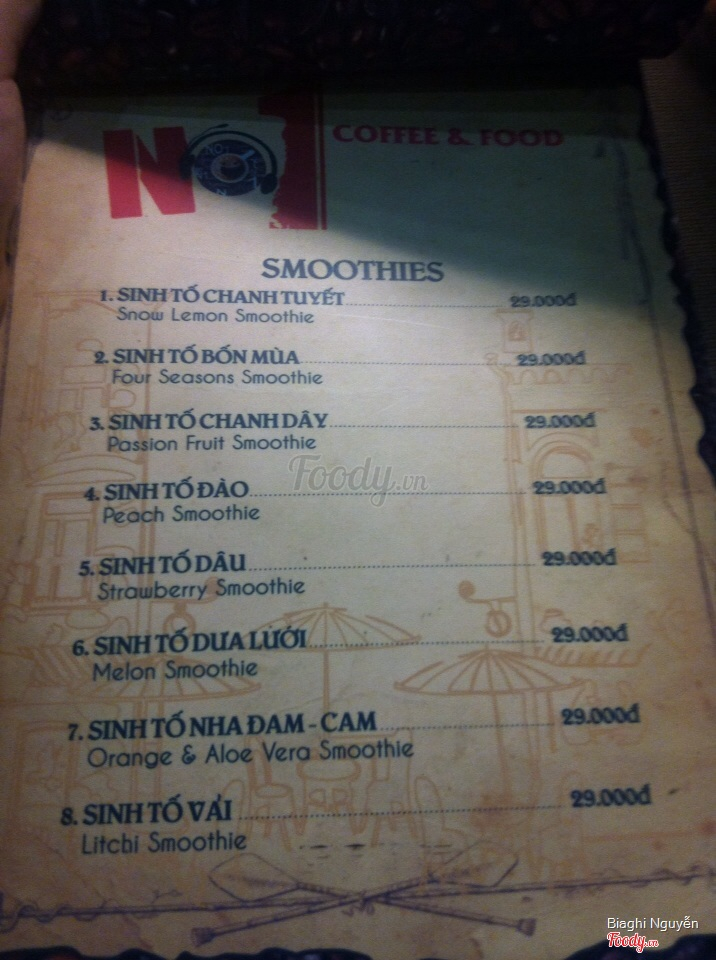 No1
COFFEE & FOOD
SMOOTHIES
1. SINH TỐ CHANH TUYẾT 29.000đ
Snow Lemon Smoothie
2. SINH TỐ BỐN MÙA 29.000đ
Four Seasons Smoothie
3. SINH TỐ CHANH DÂY 29.000đ
Passion Fruit Smoothie
Foody.vn
4. SINH TỐ ĐÀO 29.000đ
Peach Smoothie
5. SINH TỐ DÂU 29.000đ
Strawberry Smoothie
6. SINH TỐ DƯA LƯỚI 29.000đ
Melon Smoothie
7. SINH TỐ NHA ĐAM - CAM 29.000đ
Orange & Aloe Vera Smoothie
8. SINH TỐ VẢI 29.000đ
Litchi Smoothie
Biaghi Nguyễn
Foody.vn